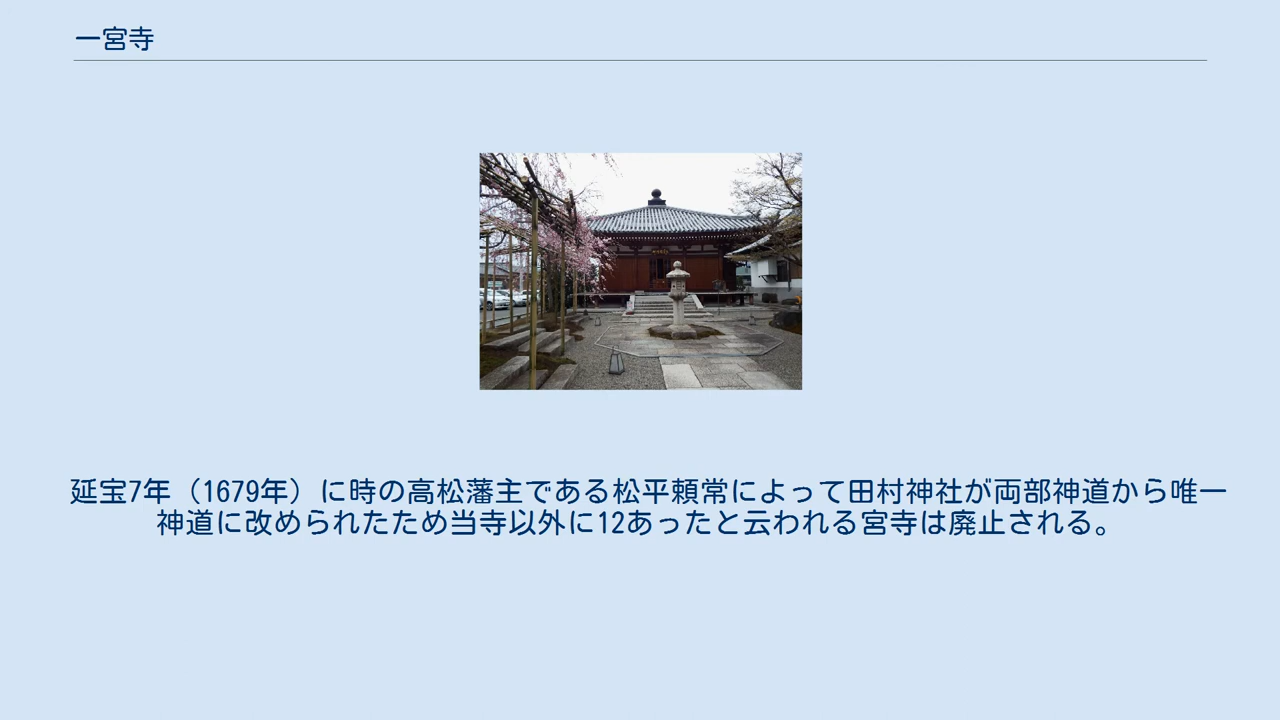 一宮寺
延宝7年（1679年）に時の高松藩主である松平頼常によって田村神社が両部神道から唯一
神道に改められたため当寺以外に12あったと云われる宮寺は廃止される。